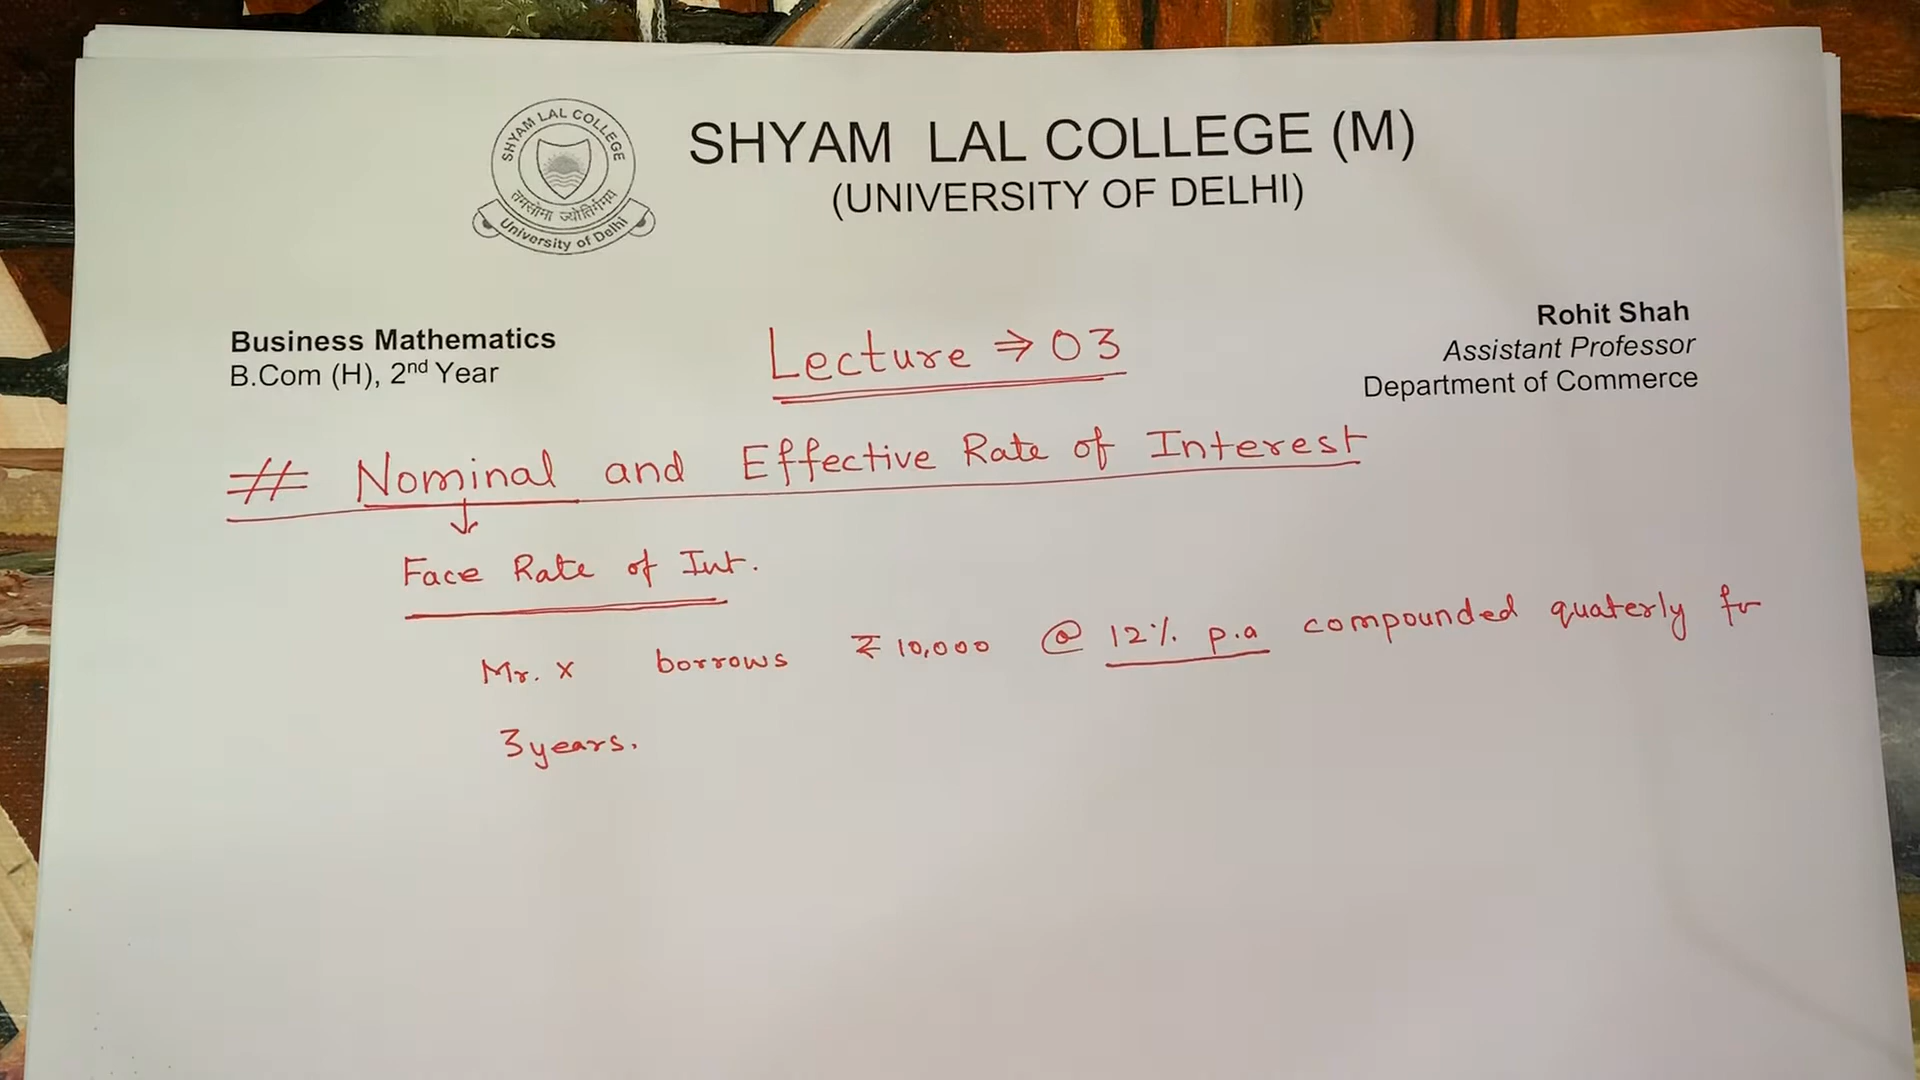 SHYAM LAL COLLEGE
तमसोमा ज्योतिर्गमय
University of Delhi
SHYAM LAL COLLEGE (M)
(UNIVERSITY OF DELHI)
Business Mathematics
B.Com (H), 2nd Year
Lecture ⇒ 03
Rohit Shah
Assistant Professor
Department of Commerce
# Nominal and Effective Rate of Interest
↓
Face Rate of Int.
Mr. X borrows ₹ 10,000 @ 12% p.a compounded quaterly for
3 years.